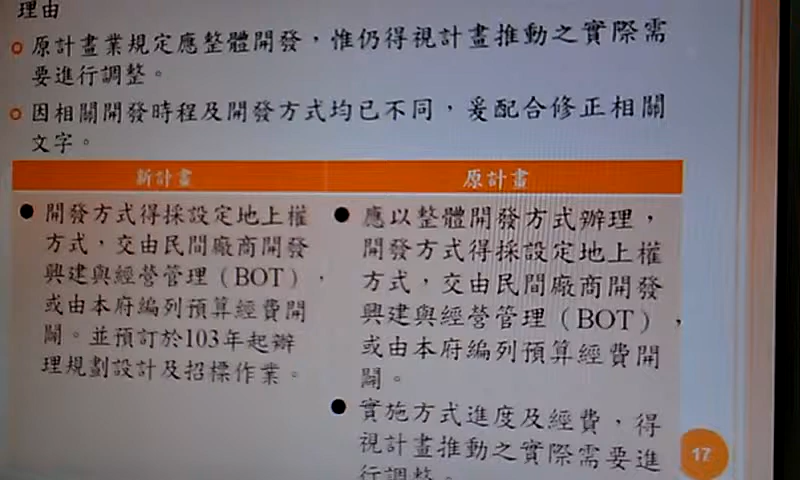 理由
原計畫業規定應整體開發，惟仍得視計畫推動之實際需
要進行調整。
因相關開發時程及開發方式均已不同，爰配合修正相關
文字。
新計畫
開發方式得採設定地上權
方式，交由民間廠商開發
興建與經營管理（BOT），
或由本府編列預算經費開
闢。並預訂於103年起辦
理規劃設計及招標作業。
原計畫
應以整體開發方式辦理，
開發方式得採設定地上權
方式，交由民間廠商開發
興建與經營管理（BOT），
或由本府編列預算經費開
闢。
實施方式進度及經費，得
視計畫推動之實際需要進
行調整。
17